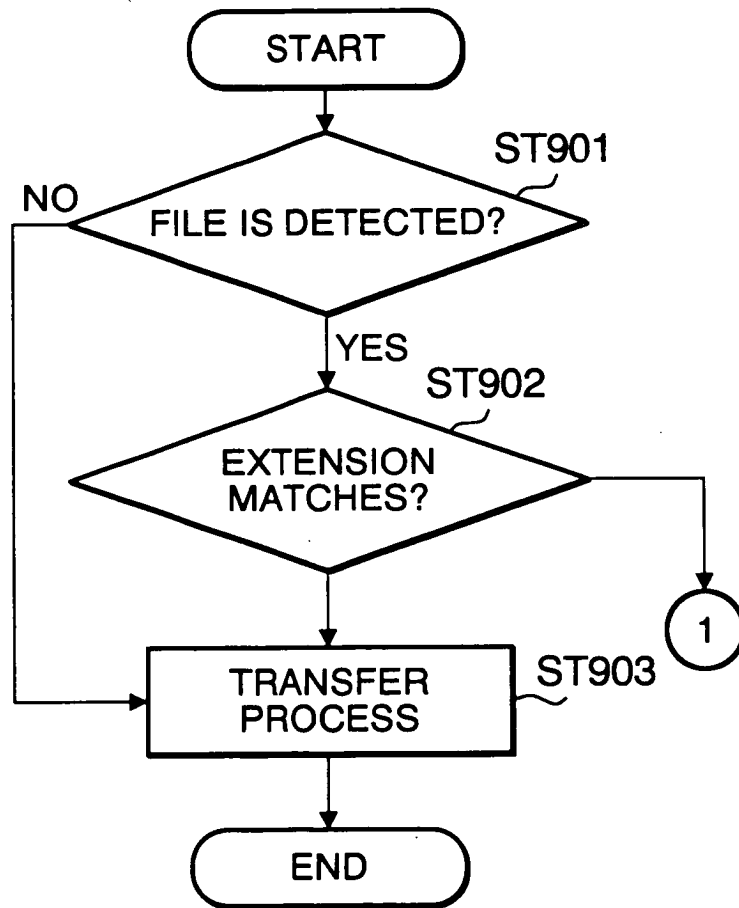 START
ST901
NO
FILE IS DETECTED?
YES
ST902
EXTENSION
MATCHES?
1
ST903
TRANSFER
PROCESS
END